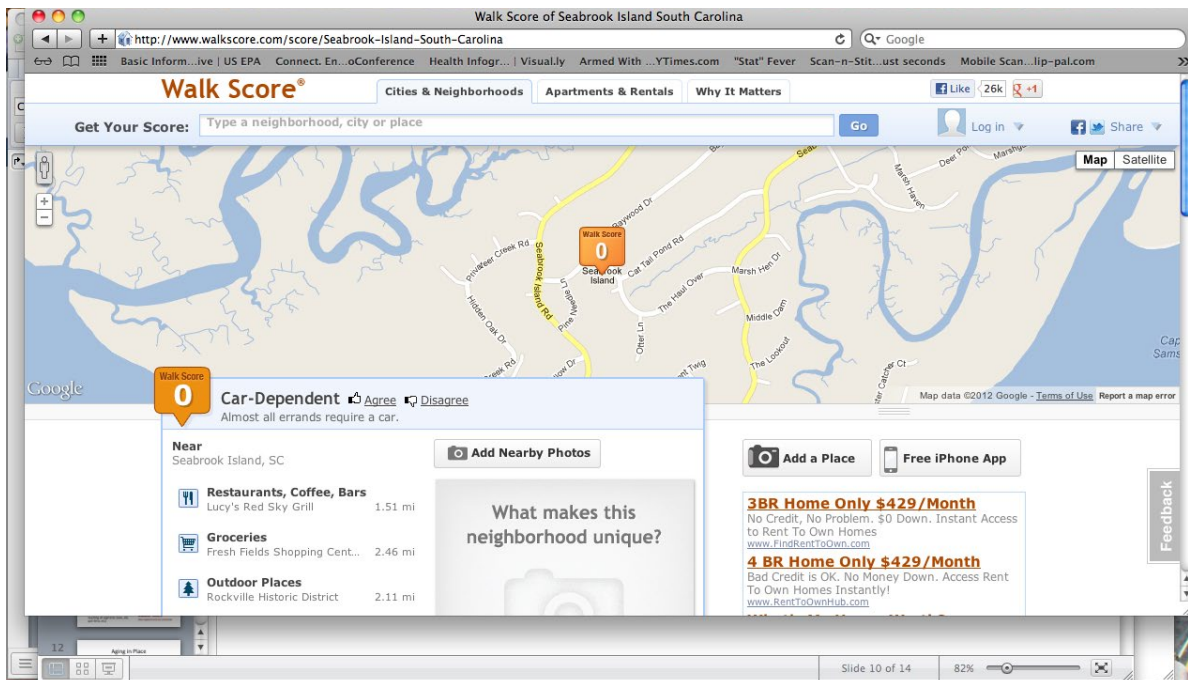 Walk Score of Seabrook Island South Carolina
http://www.walkscore.com/score/Seabrook-Island-South-Carolina
Google
Basic Inform...ive | US EPA Connect. En...oConference Health Infogr... | Visual.ly Armed With ...YTimes.com "Stat" Fever Scan-n-Stit...ust seconds Mobile Scan...lip-pal.com
Walk Score®
Cities & Neighborhoods Apartments & Rentals Why It Matters
Like 26k +1
Get Your Score: Type a neighborhood, city or place Go Log in Share
Map Satellite
Deer
Marsh Haven
Baywood Dr
Walk Score
0
Seabrook
Island
Privateer Creek Rd
Seabrook Island Rd
Cat Tail Pond Rd
Marsh Hen Dr
The Haul Over
Hidden Oak Dr
Pine Needle Ln
Otter Ln
Middle Dam
The Lookout
Twig
Google
Map data ©2012 Google - Terms of Use Report a map error
Walk Score
0
Car-Dependent Agree Disagree
Almost all errands require a car.
Near
Seabrook Island, SC
Restaurants, Coffee, Bars
Lucy's Red Sky Grill 1.51 mi
Groceries
Fresh Fields Shopping Cent... 2.46 mi
Outdoor Places
Rockville Historic District 2.11 mi
Add Nearby Photos
What makes this
neighborhood unique?
Add a Place Free iPhone App
3BR Home Only $429/Month
No Credit, No Problem. $0 Down. Instant Access
to Rent To Own Homes
www.FindRentToOwn.com
4 BR Home Only $429/Month
Bad Credit is OK. No Money Down. Access Rent
To Own Homes Instantly!
www.RentToOwnHub.com
Feedback
12
Aging In Place
Slide 10 of 14 82%